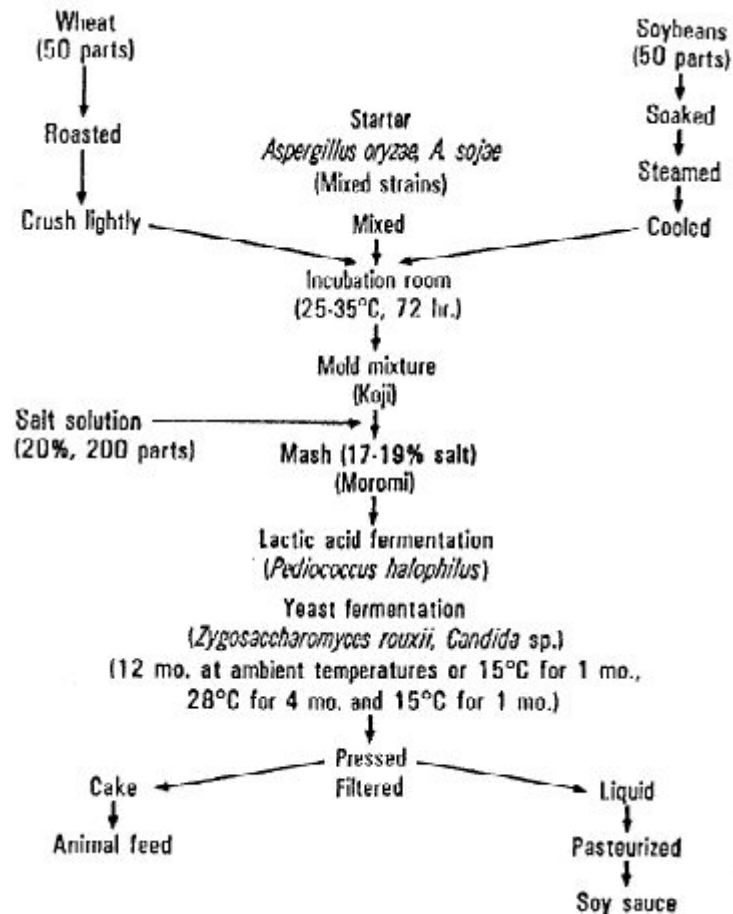 Wheat
(50 parts)
Roasted
Crush lightly
Starter
Aspergillus oryzae, A. sojae
(Mixed strains)
Mixed
Soybeans
(50 parts)
Soaked
Steamed
Cooled
Incubation room
(25-35°C, 72 hr.)
Mold mixture
(Koji)
Salt solution
(20%, 200 parts)
Mash (17-19% salt)
(Moromi)
Lactic acid fermentation
(Pediococcus halophilus)
Yeast fermentation
(Zygosaccharomyces rouxii, Candida sp.)
(12 mo. at ambient temperatures or 15°C for 1 mo.,
28°C for 4 mo. and 15°C for 1 mo.)
Pressed
Filtered
Cake
Animal feed
Liquid
Pasteurized
Soy sauce